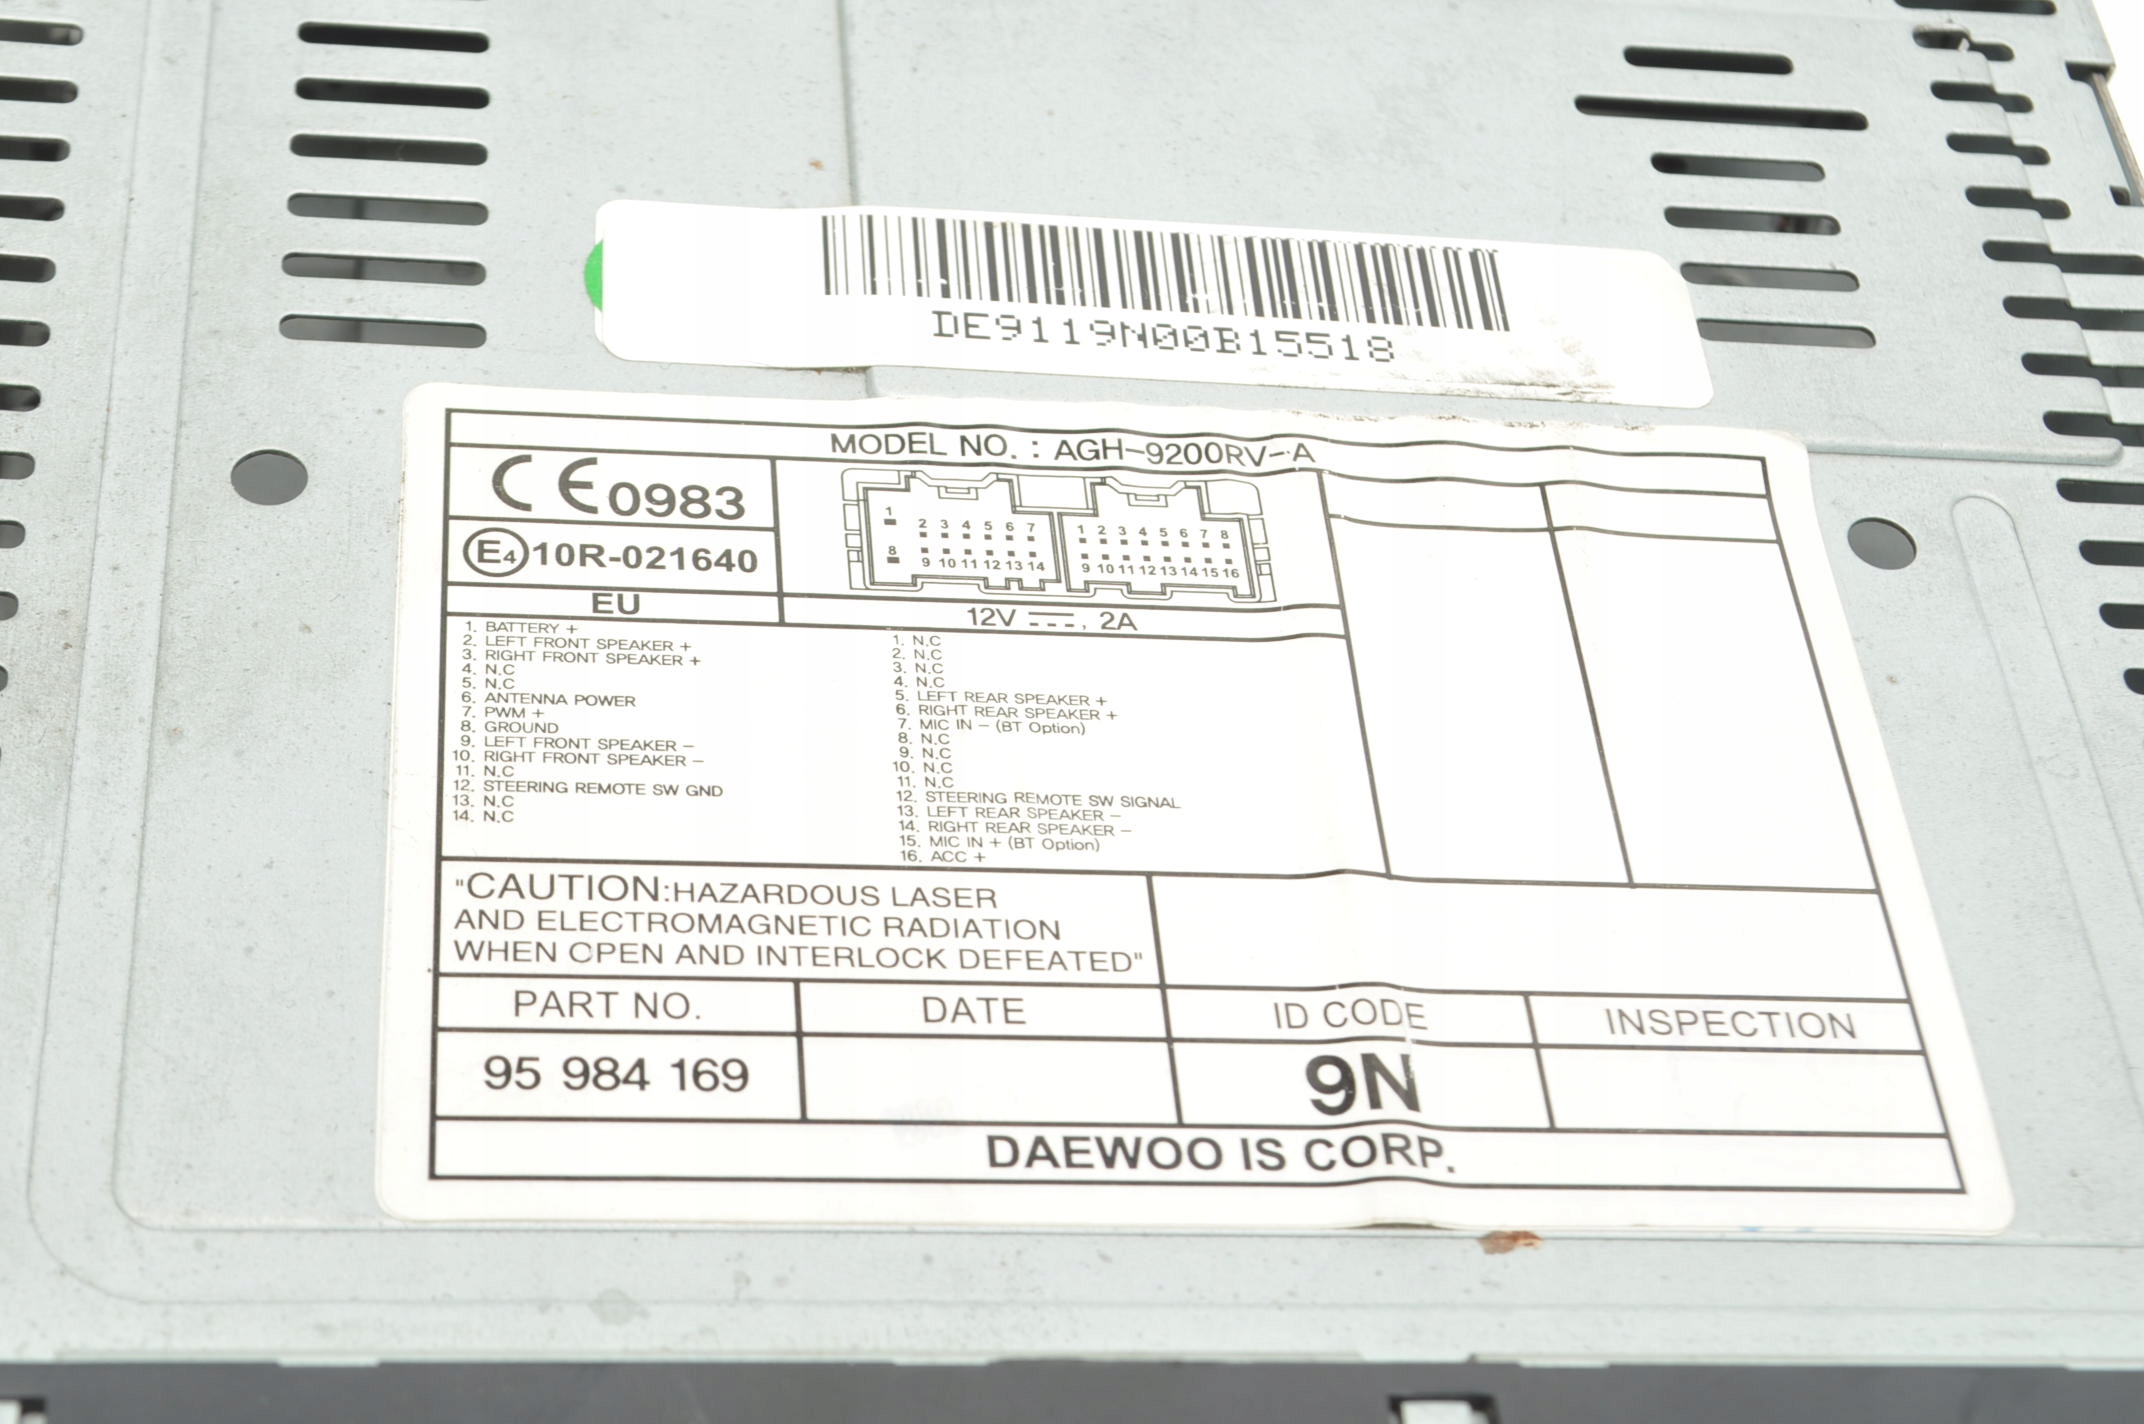 DE9119N00B15518
MODEL NO. : AGH-9200RV-A
CE0983
E4 10R-021640
EU
1
2 3 4 5 6 7
8
9 10 11 12 13 14
1 2 3 4 5 6 7 8
9 10 11 12 13 14 15 16
12V , 2A
1. BATTERY +
2. LEFT FRONT SPEAKER +
3. RIGHT FRONT SPEAKER +
4. N.C
5. N.C
6. ANTENNA POWER
7. PWM +
8. GROUND
9. LEFT FRONT SPEAKER -
10. RIGHT FRONT SPEAKER -
11. N.C
12. STEERING REMOTE SW GND
13. N.C
14. N.C
1. N.C
2. N.C
3. N.C
4. N.C
5. LEFT REAR SPEAKER +
6. RIGHT REAR SPEAKER +
7. MIC IN - (BT Option)
8. N.C
9. N.C
10. N.C
11. N.C
12. STEERING REMOTE SW SIGNAL
13. LEFT REAR SPEAKER -
14. RIGHT REAR SPEAKER -
15. MIC IN + (BT Option)
16. ACC +
"CAUTION:HAZARDOUS LASER
AND ELECTROMAGNETIC RADIATION
WHEN OPEN AND INTERLOCK DEFEATED"
PART NO. DATE ID CODE INSPECTION
95 984 169 9N
DAEWOO IS CORP.